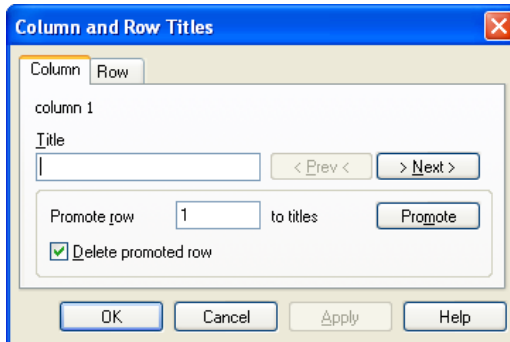 Column and Row Titles
Column Row
column 1
Title
< Prev < > Next >
Promote row 1 to titles Promote
Delete promoted row
OK Cancel Apply Help